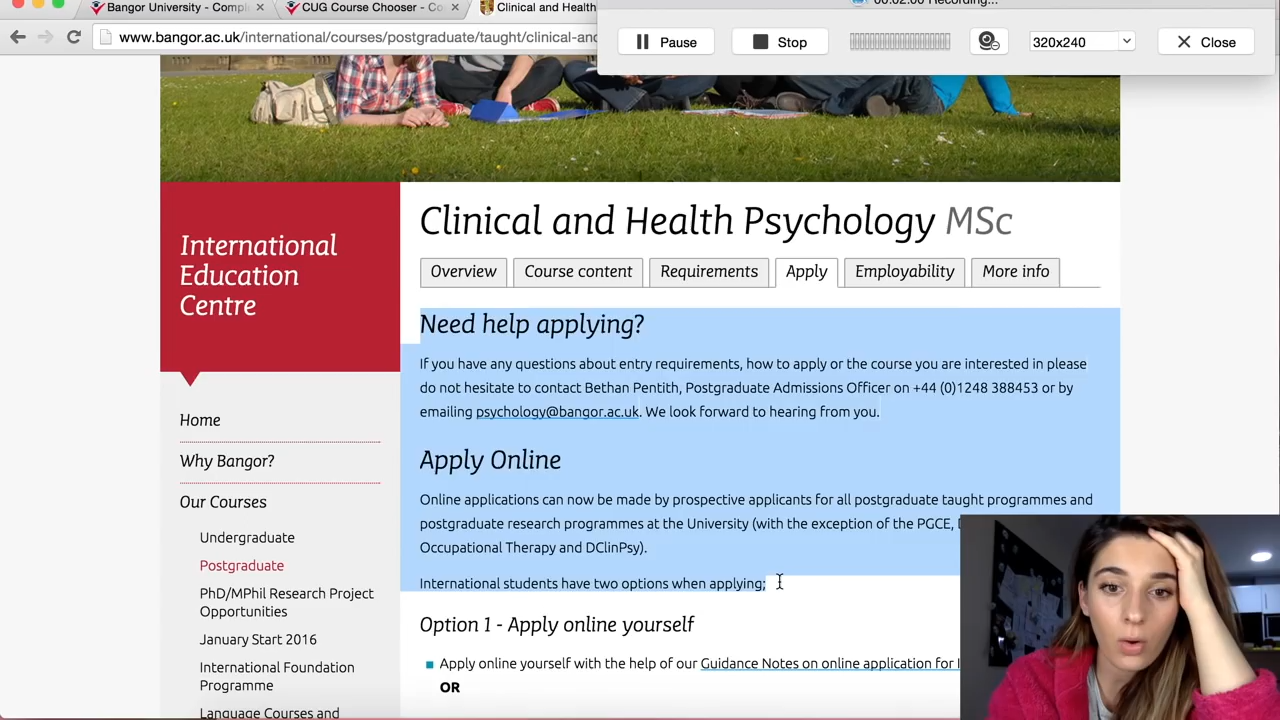 Bangor University - Compl
CUG Course Chooser - Co
Clinical and Health
00:02:00 Recording...
www.bangor.ac.uk/international/courses/postgraduate/taught/clinical-and
Pause
Stop
320x240
Close
International
Education
Centre
Home
Why Bangor?
Our Courses
Undergraduate
Postgraduate
PhD/MPhil Research Project
Opportunities
January Start 2016
International Foundation
Programme
Language Courses and
Clinical and Health Psychology MSc
Overview
Course content
Requirements
Apply
Employability
More info
Need help applying?
If you have any questions about entry requirements, how to apply or the course you are interested in please
do not hesitate to contact Bethan Pentith, Postgraduate Admissions Officer on +44 (0)1248 388453 or by
emailing psychology@bangor.ac.uk. We look forward to hearing from you.
Apply Online
Online applications can now be made by prospective applicants for all postgraduate taught programmes and
postgraduate research programmes at the University (with the exception of the PGCE,
Occupational Therapy and DClinPsy).
International students have two options when applying;
Option 1 - Apply online yourself
Apply online yourself with the help of our Guidance Notes on online application for
OR